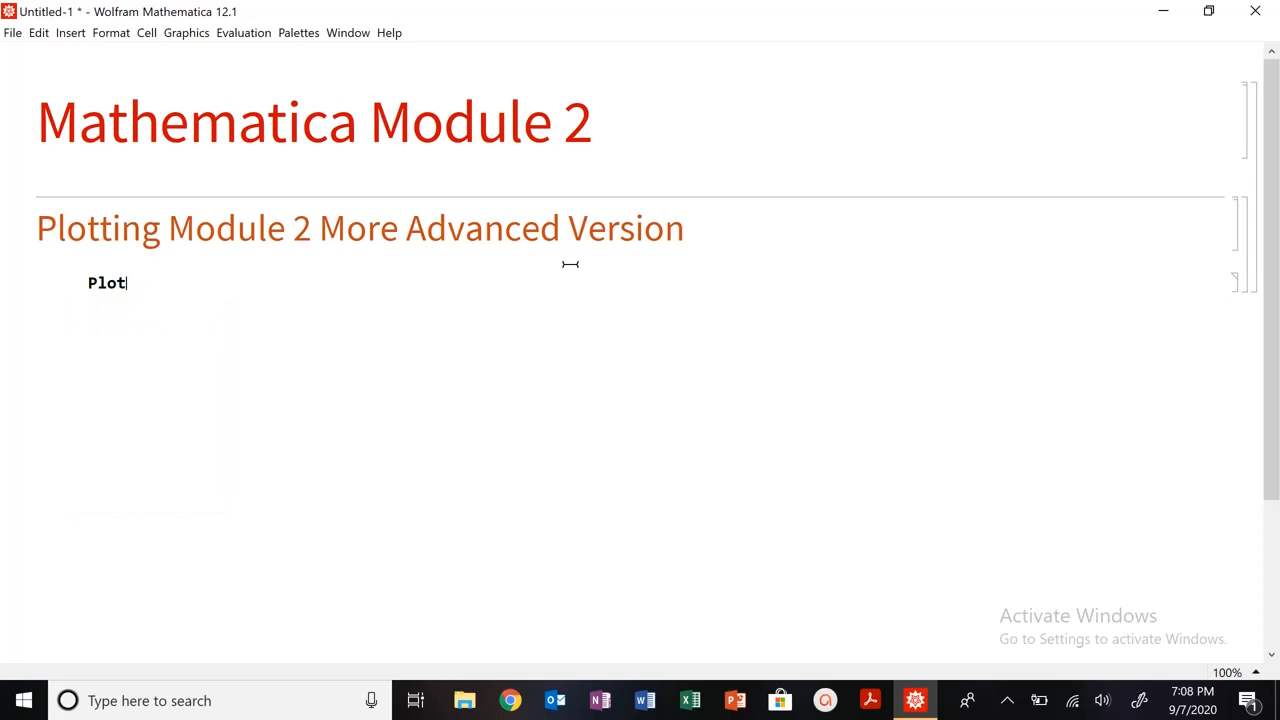 Untitled-1 * - Wolfram Mathematica 12.1
File Edit Insert Format Cell Graphics Evaluation Palettes Window Help
Mathematica Module 2
Plotting Module 2 More Advanced Version
Plot
Activate Windows
Go to Settings to activate Windows.
100%
Type here to search
7:08 PM
9/7/2020
1